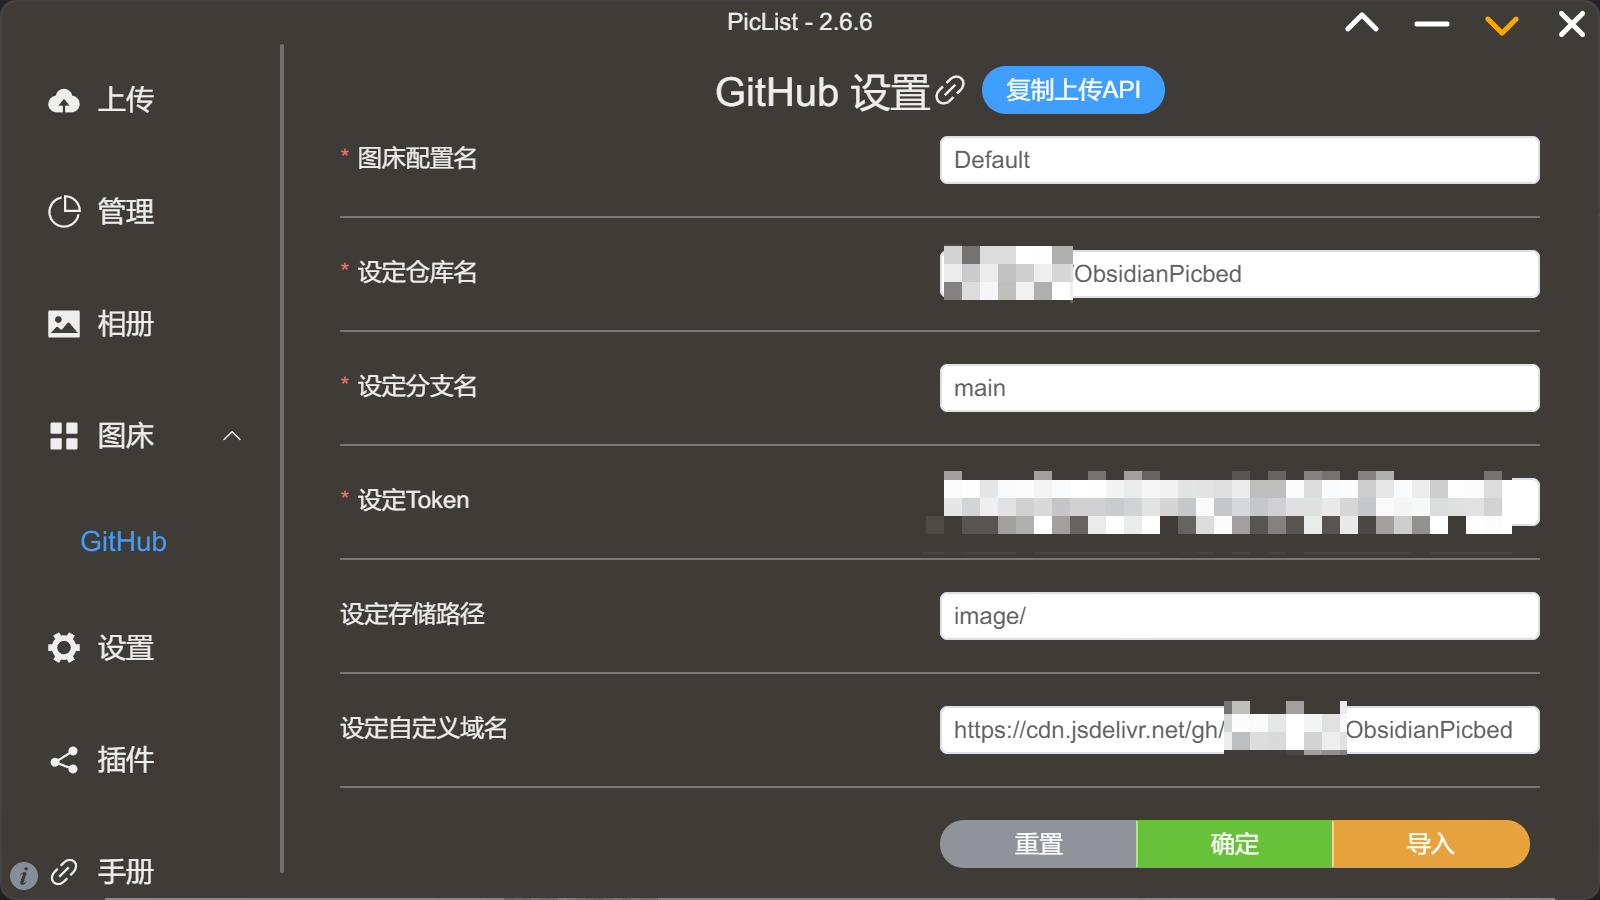 PicList - 2.6.6
上传
管理
相册
图床
GitHub
设置
插件
手册
GitHub 设置
复制上传API
* 图床配置名
Default
* 设定仓库名
/ObsidianPicbed
* 设定分支名
main
* 设定Token
设定存储路径
image/
设定自定义域名
https://cdn.jsdelivr.net/gh/
ObsidianPicbed
重置
确定
导入